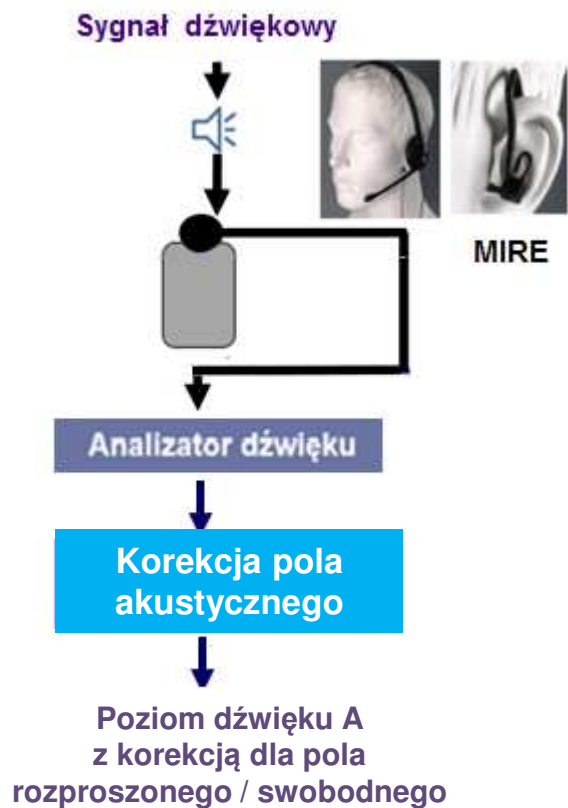 Sygnał dźwiękowy
MIRE
Analizator dźwięku
Korekcja pola
akustycznego
Poziom dźwięku A
z korekcją dla pola
rozproszonego / swobodnego